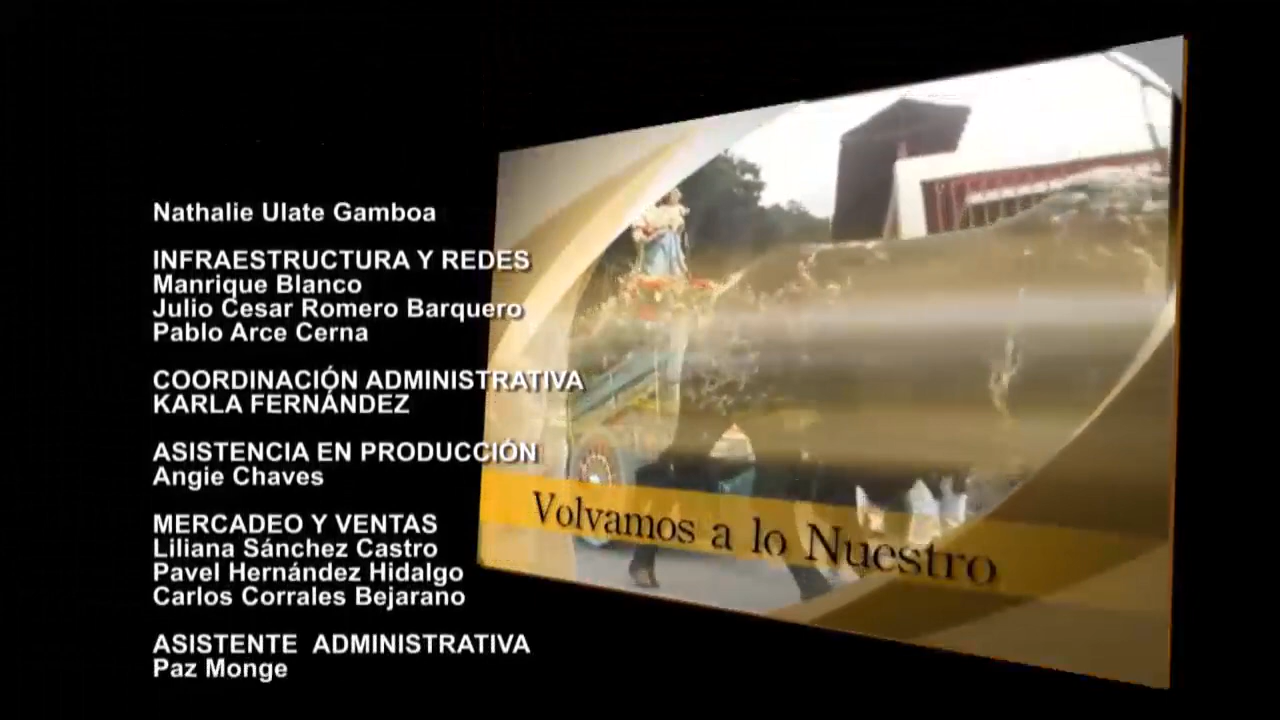 Nathalie Ulate Gamboa
INFRAESTRUCTURA Y REDES
Manrique Blanco
Julio Cesar Romero Barquero
Pablo Arce Cerna
COORDINACIÓN ADMINISTRATIVA
KARLA FERNÁNDEZ
ASISTENCIA EN PRODUCCIÓN
Angie Chaves
MERCADEO Y VENTAS
Liliana Sánchez Castro
Pavel Hernández Hidalgo
Carlos Corrales Bejarano
ASISTENTE  ADMINISTRATIVA
Paz Monge
Volvamos a lo Nuestro